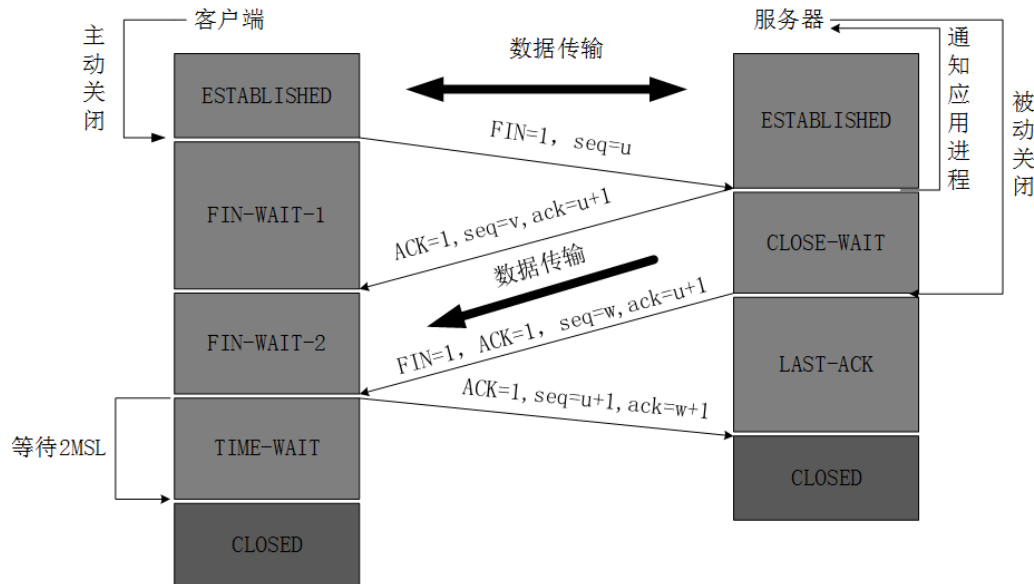 客户端
服务器
主动关闭
数据传输
通知应用进程
被动关闭
ESTABLISHED
ESTABLISHED
FIN=1, seq=u
FIN-WAIT-1
ACK=1,seq=v,ack=u+1
CLOSE-WAIT
数据传输
FIN-WAIT-2
FIN=1, ACK=1, seq=w,ack=u+1
LAST-ACK
ACK=1,seq=u+1,ack=w+1
等待2MSL
TIME-WAIT
CLOSED
CLOSED